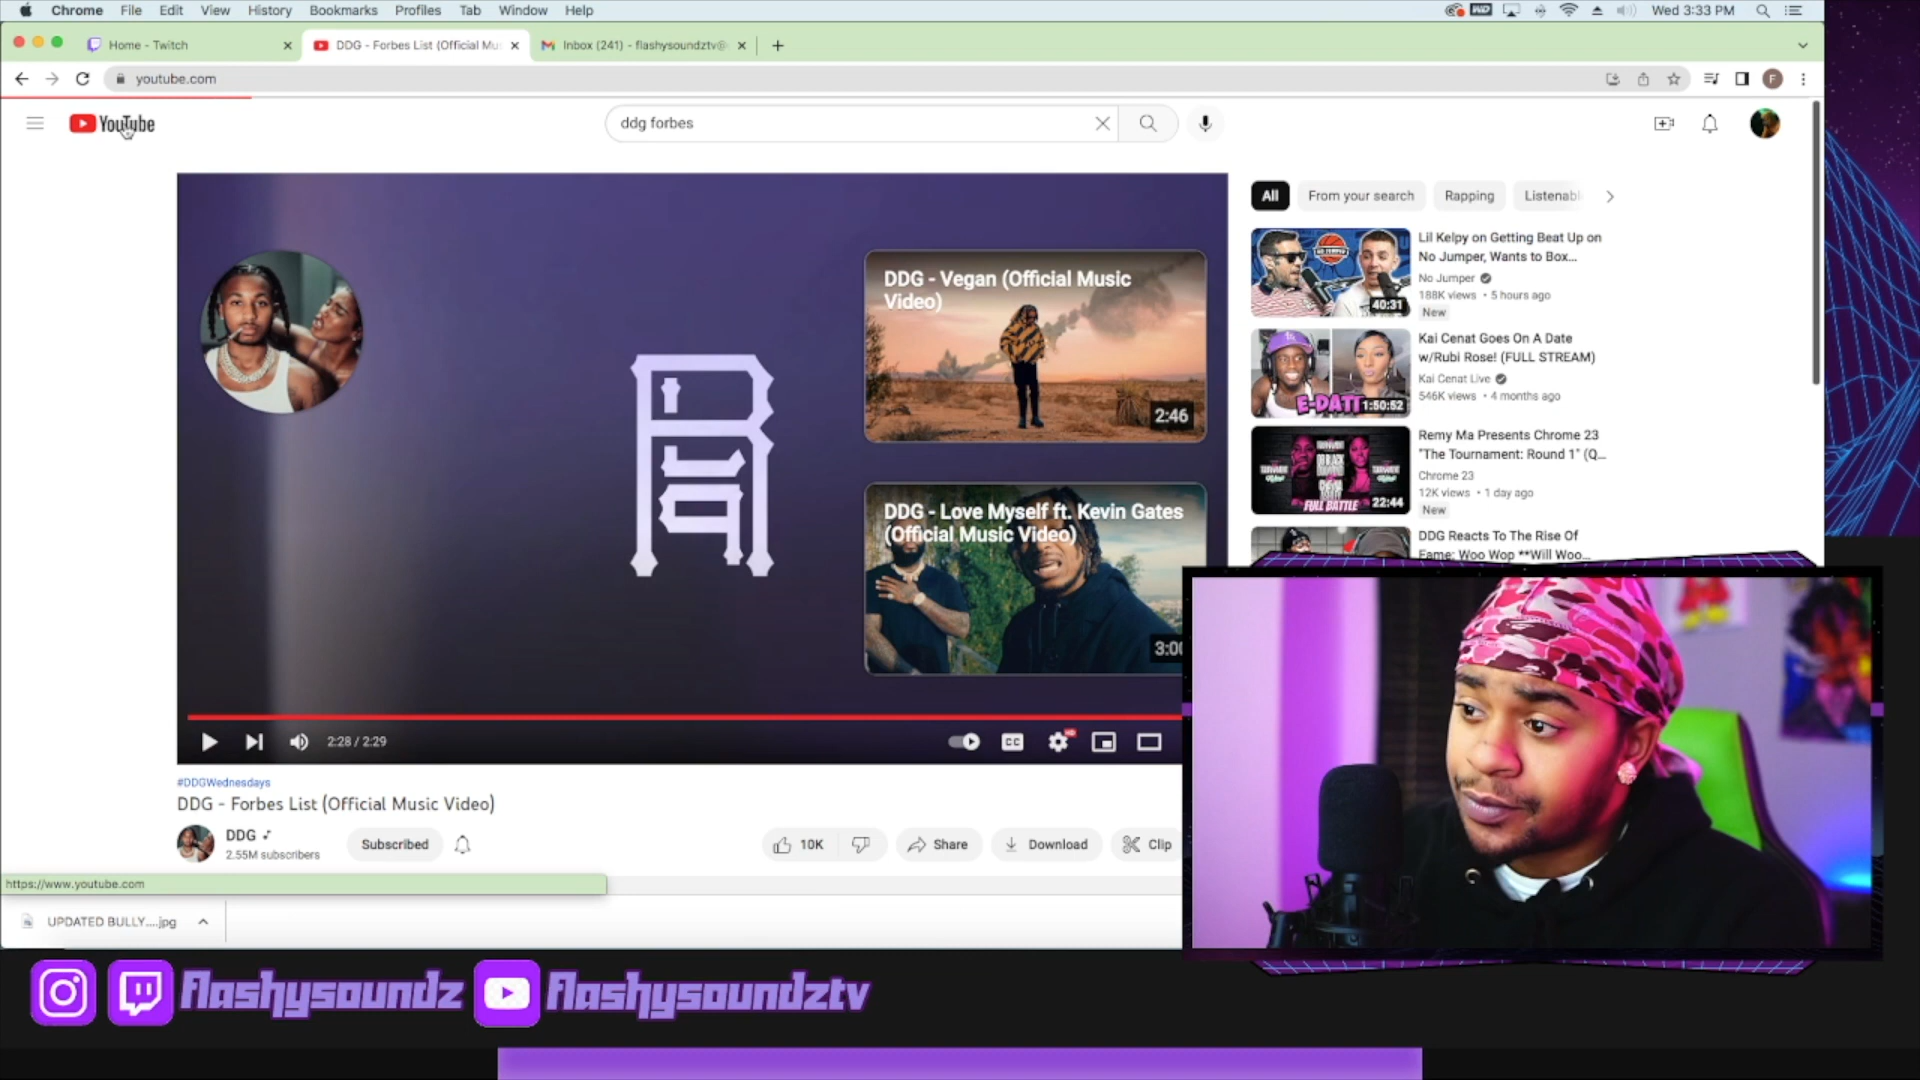 Chrome File Edit View History Bookmarks Profiles Tab Window Help
Wed 3:33 PM
Home - Twitch
DDG - Forbes List (Official Mu
Inbox (241) - flashysoundztv@
youtube.com
F
YouTube
ddg forbes
All
From your search
Rapping
Listenabl
DDG - Vegan (Official Music
Video)
2:46
DDG - Love Myself ft. Kevin Gates
(Official Music Video)
3:00
40:31
Lil Kelpy on Getting Beat Up on
No Jumper, Wants to Box...
No Jumper
188K views • 5 hours ago
New
E-DATI
1:50:52
Kai Cenat Goes On A Date
w/Rubi Rose! (FULL STREAM)
Kai Cenat Live
546K views • 4 months ago
FULL BATTLE
22:44
Remy Ma Presents Chrome 23
"The Tournament: Round 1" (Q...
Chrome 23
12K views • 1 day ago
New
DDG Reacts To The Rise Of
Fame: Woo Wop **Will Woo...
2:28 / 2:29
CC
HD
#DDGWednesdays
DDG - Forbes List (Official Music Video)
DDG
2.55M subscribers
Subscribed
10K
Share
Download
Clip
https://www.youtube.com
UPDATED BULLY....jpg
flashysoundz
flashysoundztv